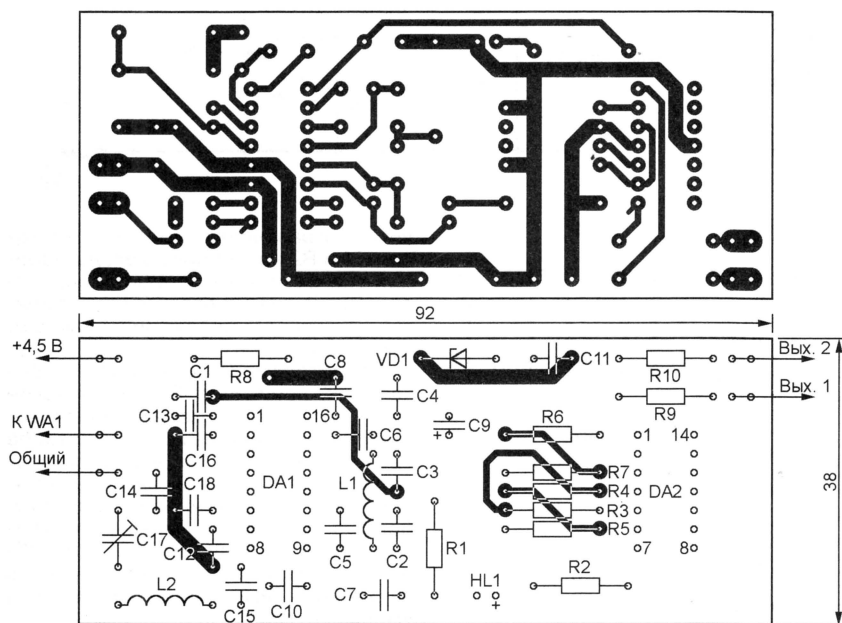 92
+4,5 В
R8
C8
VD1
C11
R10
Вых. 2
C1
C4
Вых. 1
C13
1
16
C9
+
R6
R9
К WA1
C16
C6
1
14
Общий
C18
DA1
L1
C3
R7
R4
DA2
C14
R3
38
C17
C12
8
9
C5
C2
R1
R5
7
8
L2
C15
C10
C7
HL1
+
R2